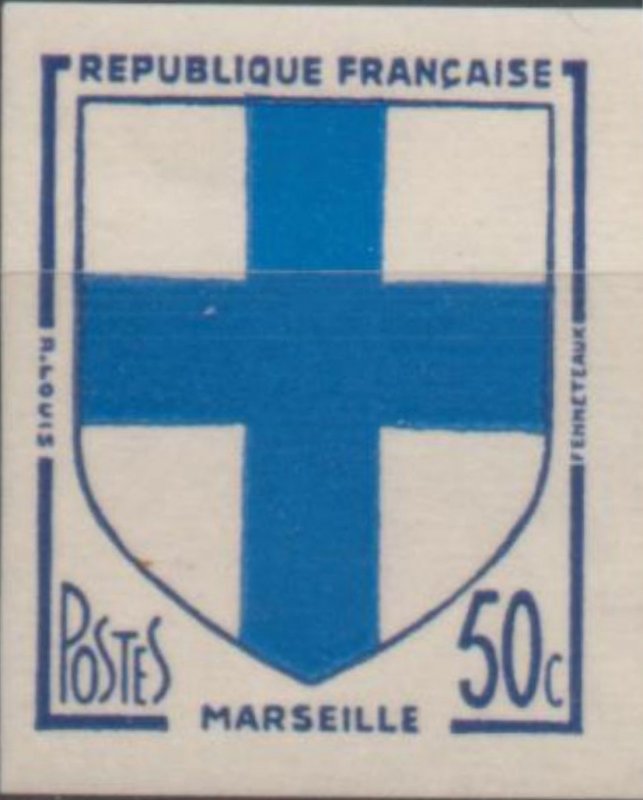 REPUBLIQUE FRANÇAISE
R. LOUIS
FENNETEAUX
POSTES
50c
MARSEILLE